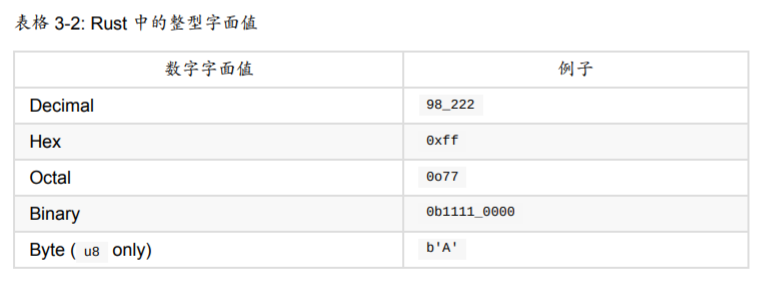 表格 3-2: Rust 中的整型字面值
数字字面值 例子
Decimal 98_222
Hex 0xff
Octal 0o77
Binary 0b1111_0000
Byte ( u8 only) b'A'